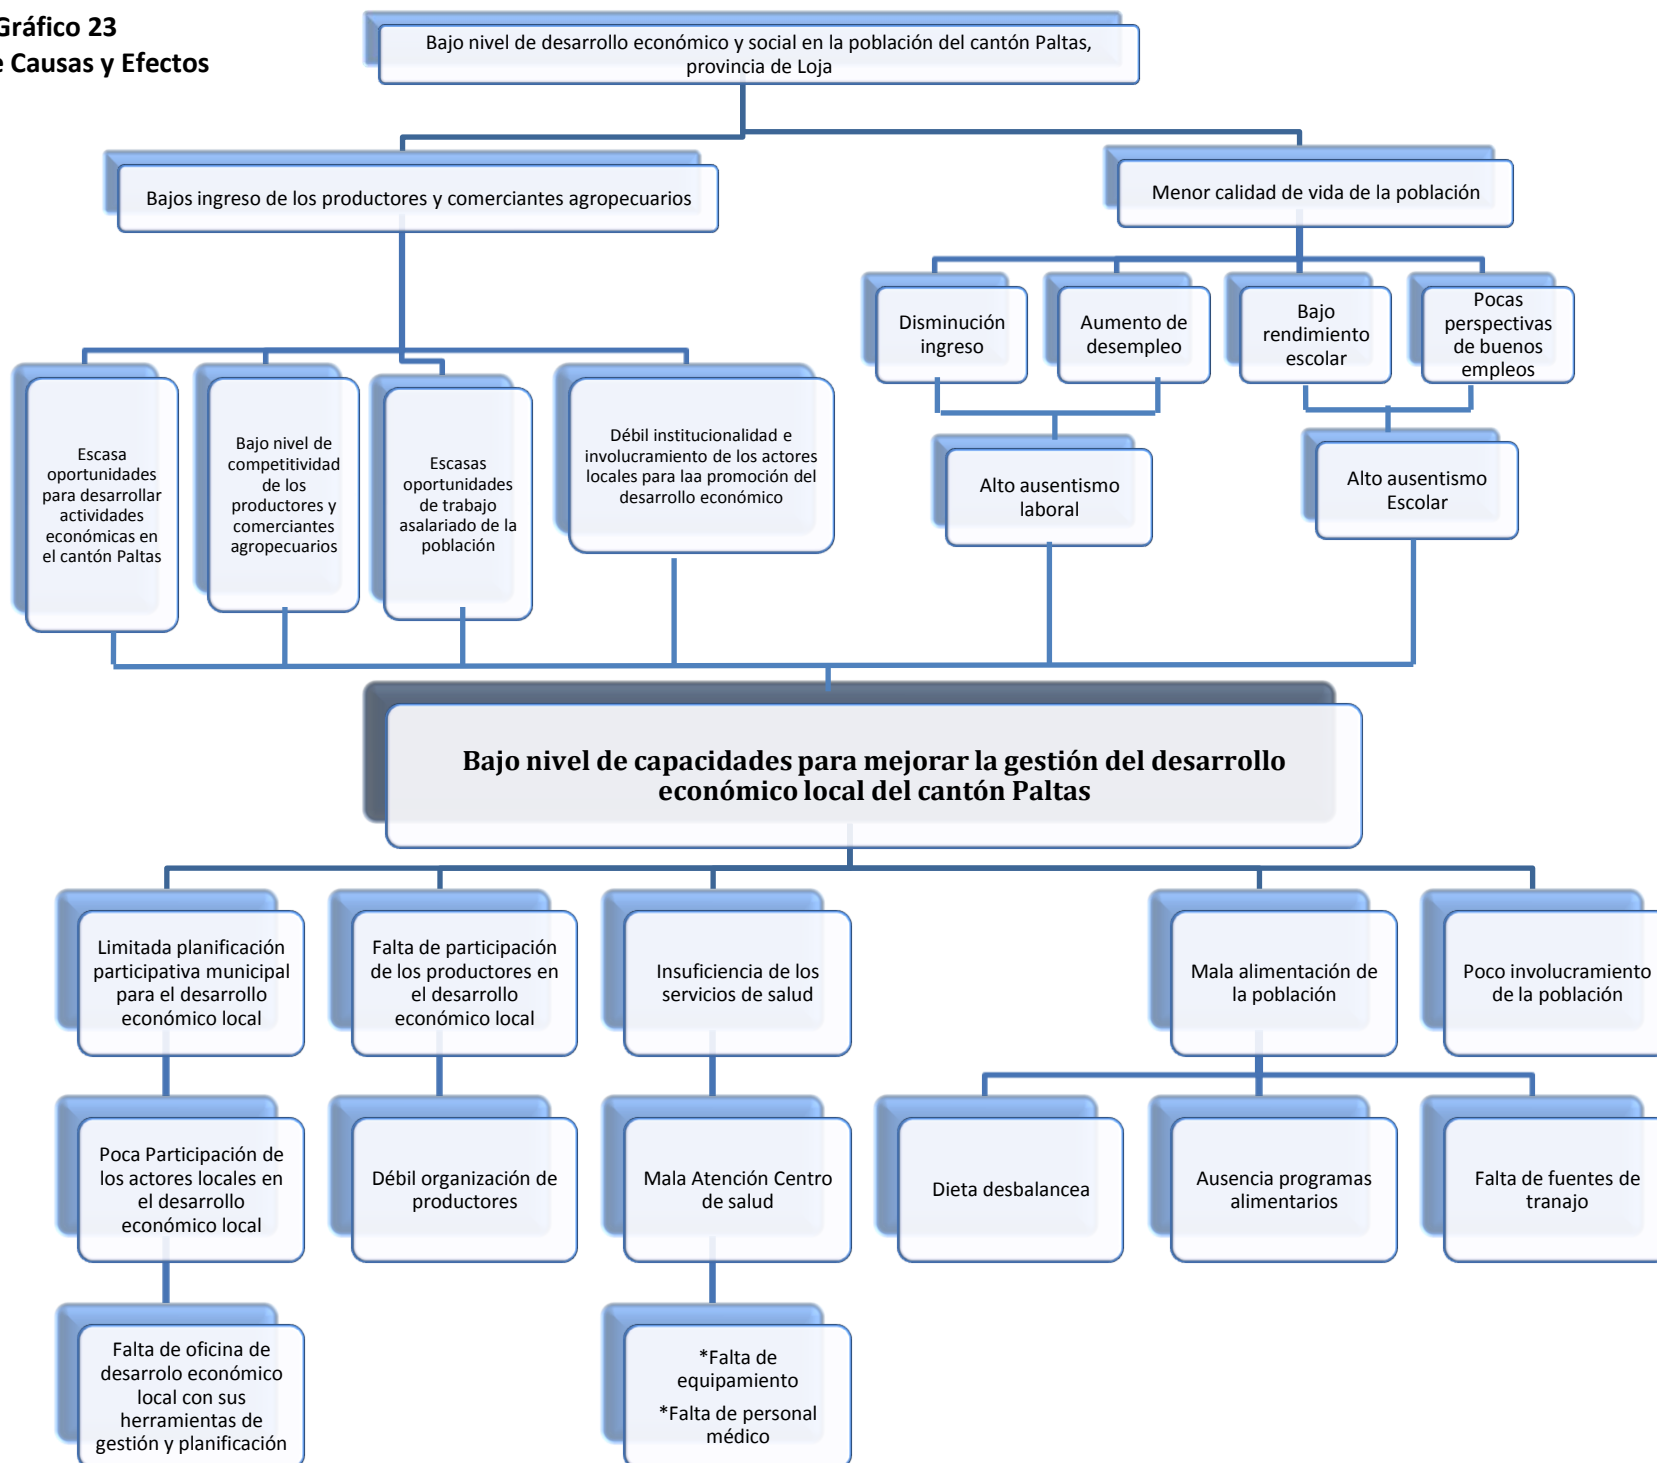 Gráfico 23
e Causas y Efectos
Bajo nivel de desarrollo económico y social en la población del cantón Paltas,
provincia de Loja
Bajos ingreso de los productores y comerciantes agropecuarios
Menor calidad de vida de la población
Disminución
ingreso
Aumento de
desempleo
Bajo
rendimiento
escolar
Pocas
perspectivas
de buenos
empleos
Escasa
oportunidades
para desarrollar
actividades
económicas en
el cantón Paltas
Bajo nivel de
competitividad
de los
productores y
comerciantes
agropecuarios
Escasas
oportunidades
de trabajo
asalariado de la
población
Débil institucionalidad e
involucramiento de los actores
locales para laa promoción del
desarrollo económico
Alto ausentismo
laboral
Alto ausentismo
Escolar
Bajo nivel de capacidades para mejorar la gestión del desarrollo
económico local del cantón Paltas
Limitada planificación
participativa municipal
para el desarrollo
económico local
Falta de participación
de los productores en
el desarrollo
económico local
Insuficiencia de los
servicios de salud
Mala alimentación de
la población
Poco involucramiento
de la población
Poca Participación de
los actores locales en
el desarrollo
económico local
Débil organización de
productores
Mala Atención Centro
de salud
Dieta desbalancea
Ausencia programas
alimentarios
Falta de fuentes de
tranajo
Falta de oficina de
desarrolo económico
local con sus
herramientas de
gestión y planificación
*Falta de
equipamiento
*Falta de personal
médico